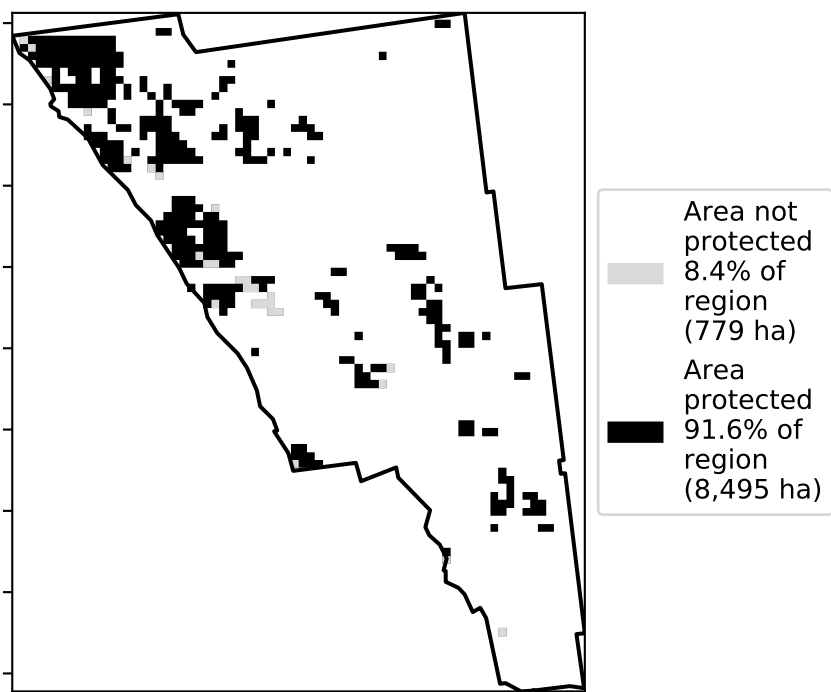 Area not
protected
8.4% of
region
(779 ha)
Area
protected
91.6% of
region
(8,495 ha)